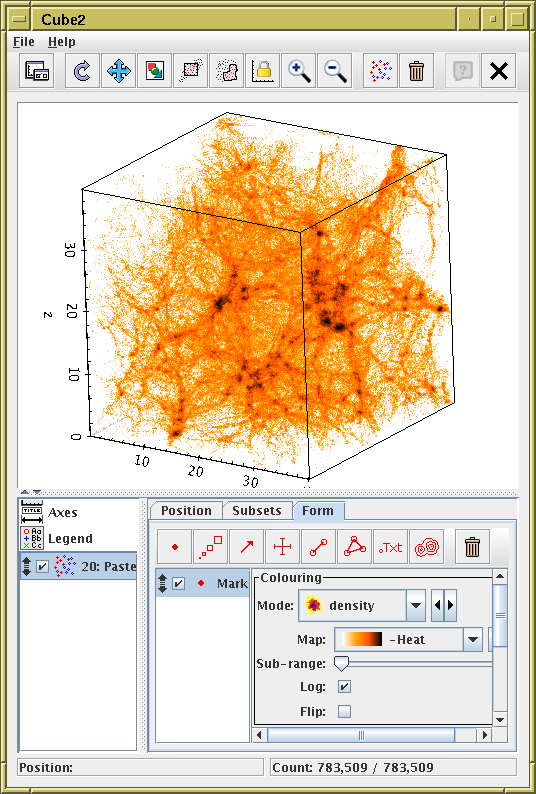 Cube2
File Help
30
20
z
10
0
10
20
30
Axes
Legend
20: Paste
Position Subsets Form
Mark
Colouring
Mode: density
Map: -Heat
Sub-range:
Log:
Flip:
Position:
Count: 783,509 / 783,509